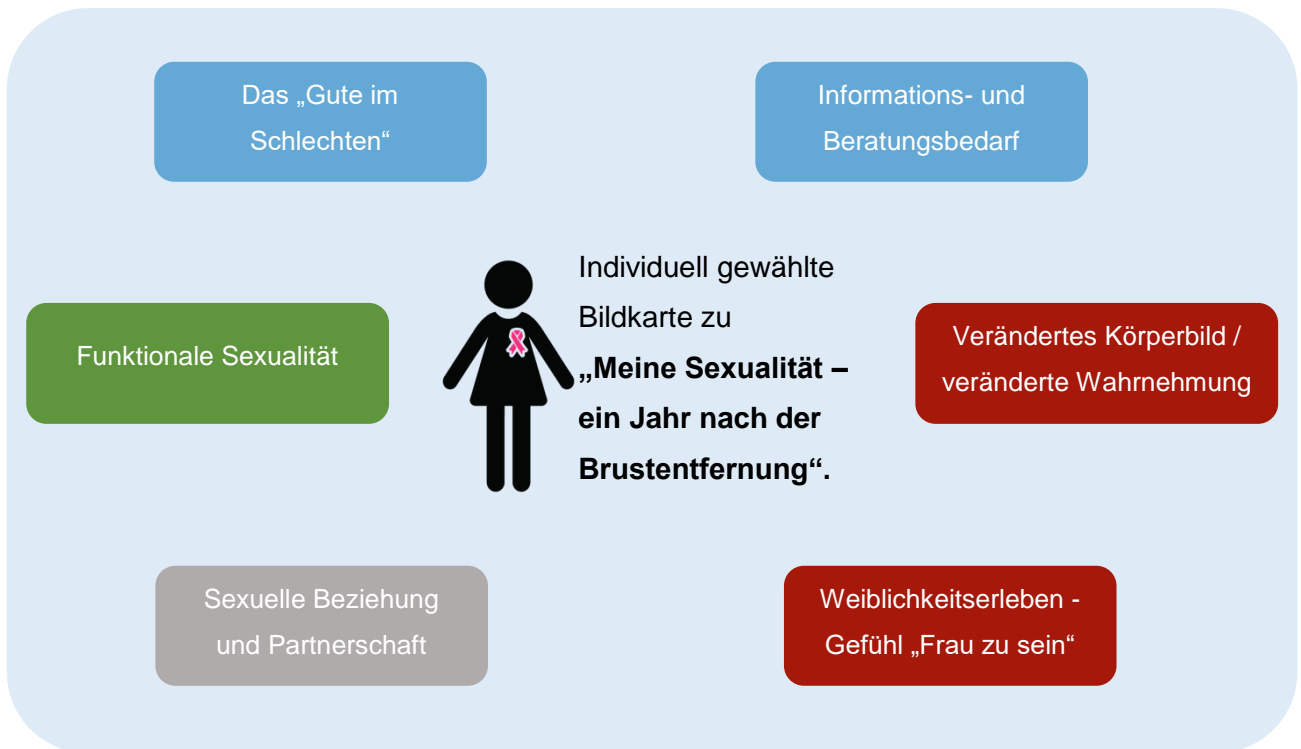 Das „Gute im
Schlechten“
Informations- und
Beratungsbedarf
Funktionale Sexualität
Individuell gewählte
Bildkarte zu
„Meine Sexualität –
ein Jahr nach der
Brustentfernung“.
Verändertes Körperbild /
veränderte Wahrnehmung
Sexuelle Beziehung
und Partnerschaft
Weiblichkeitserleben -
Gefühl „Frau zu sein“